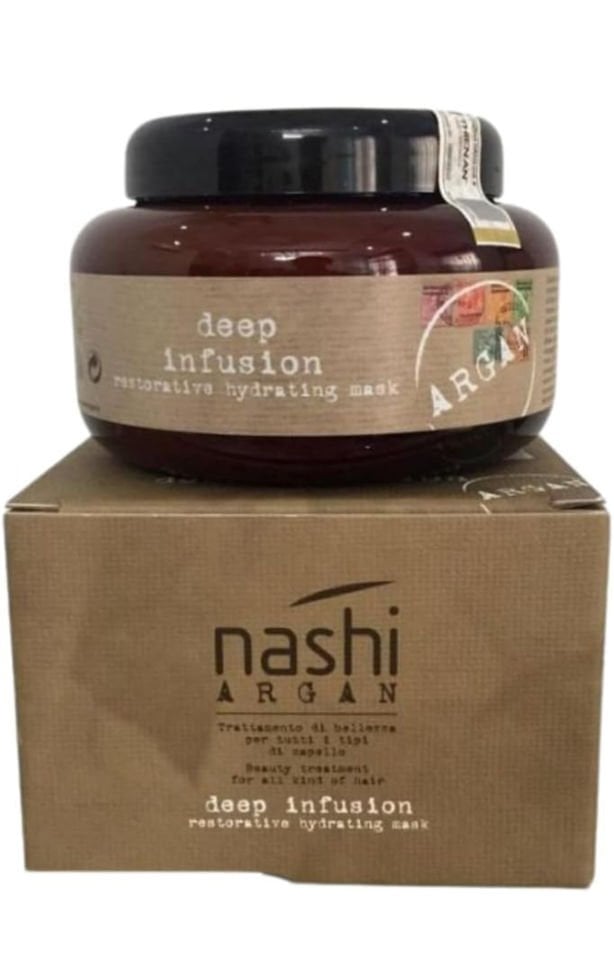 deep
infusion
restorative hydrating mask
ARGAN
ARGAN
nashi
ARGAN
Trattamento di bellezza
per tutti i tipi
di capello
Beauty treatment
for all kind of hair
deep infusion
restorative hydrating mask